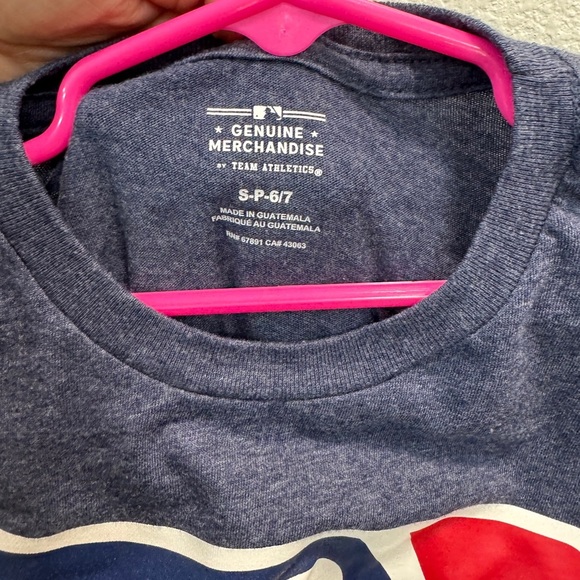 ★ GENUINE ★
MERCHANDISE
BY TEAM ATHLETICS®
S-P-6/7
MADE IN GUATEMALA
FABRIQUÉ AU GUATEMALA
RN# 67891 CA# 43063